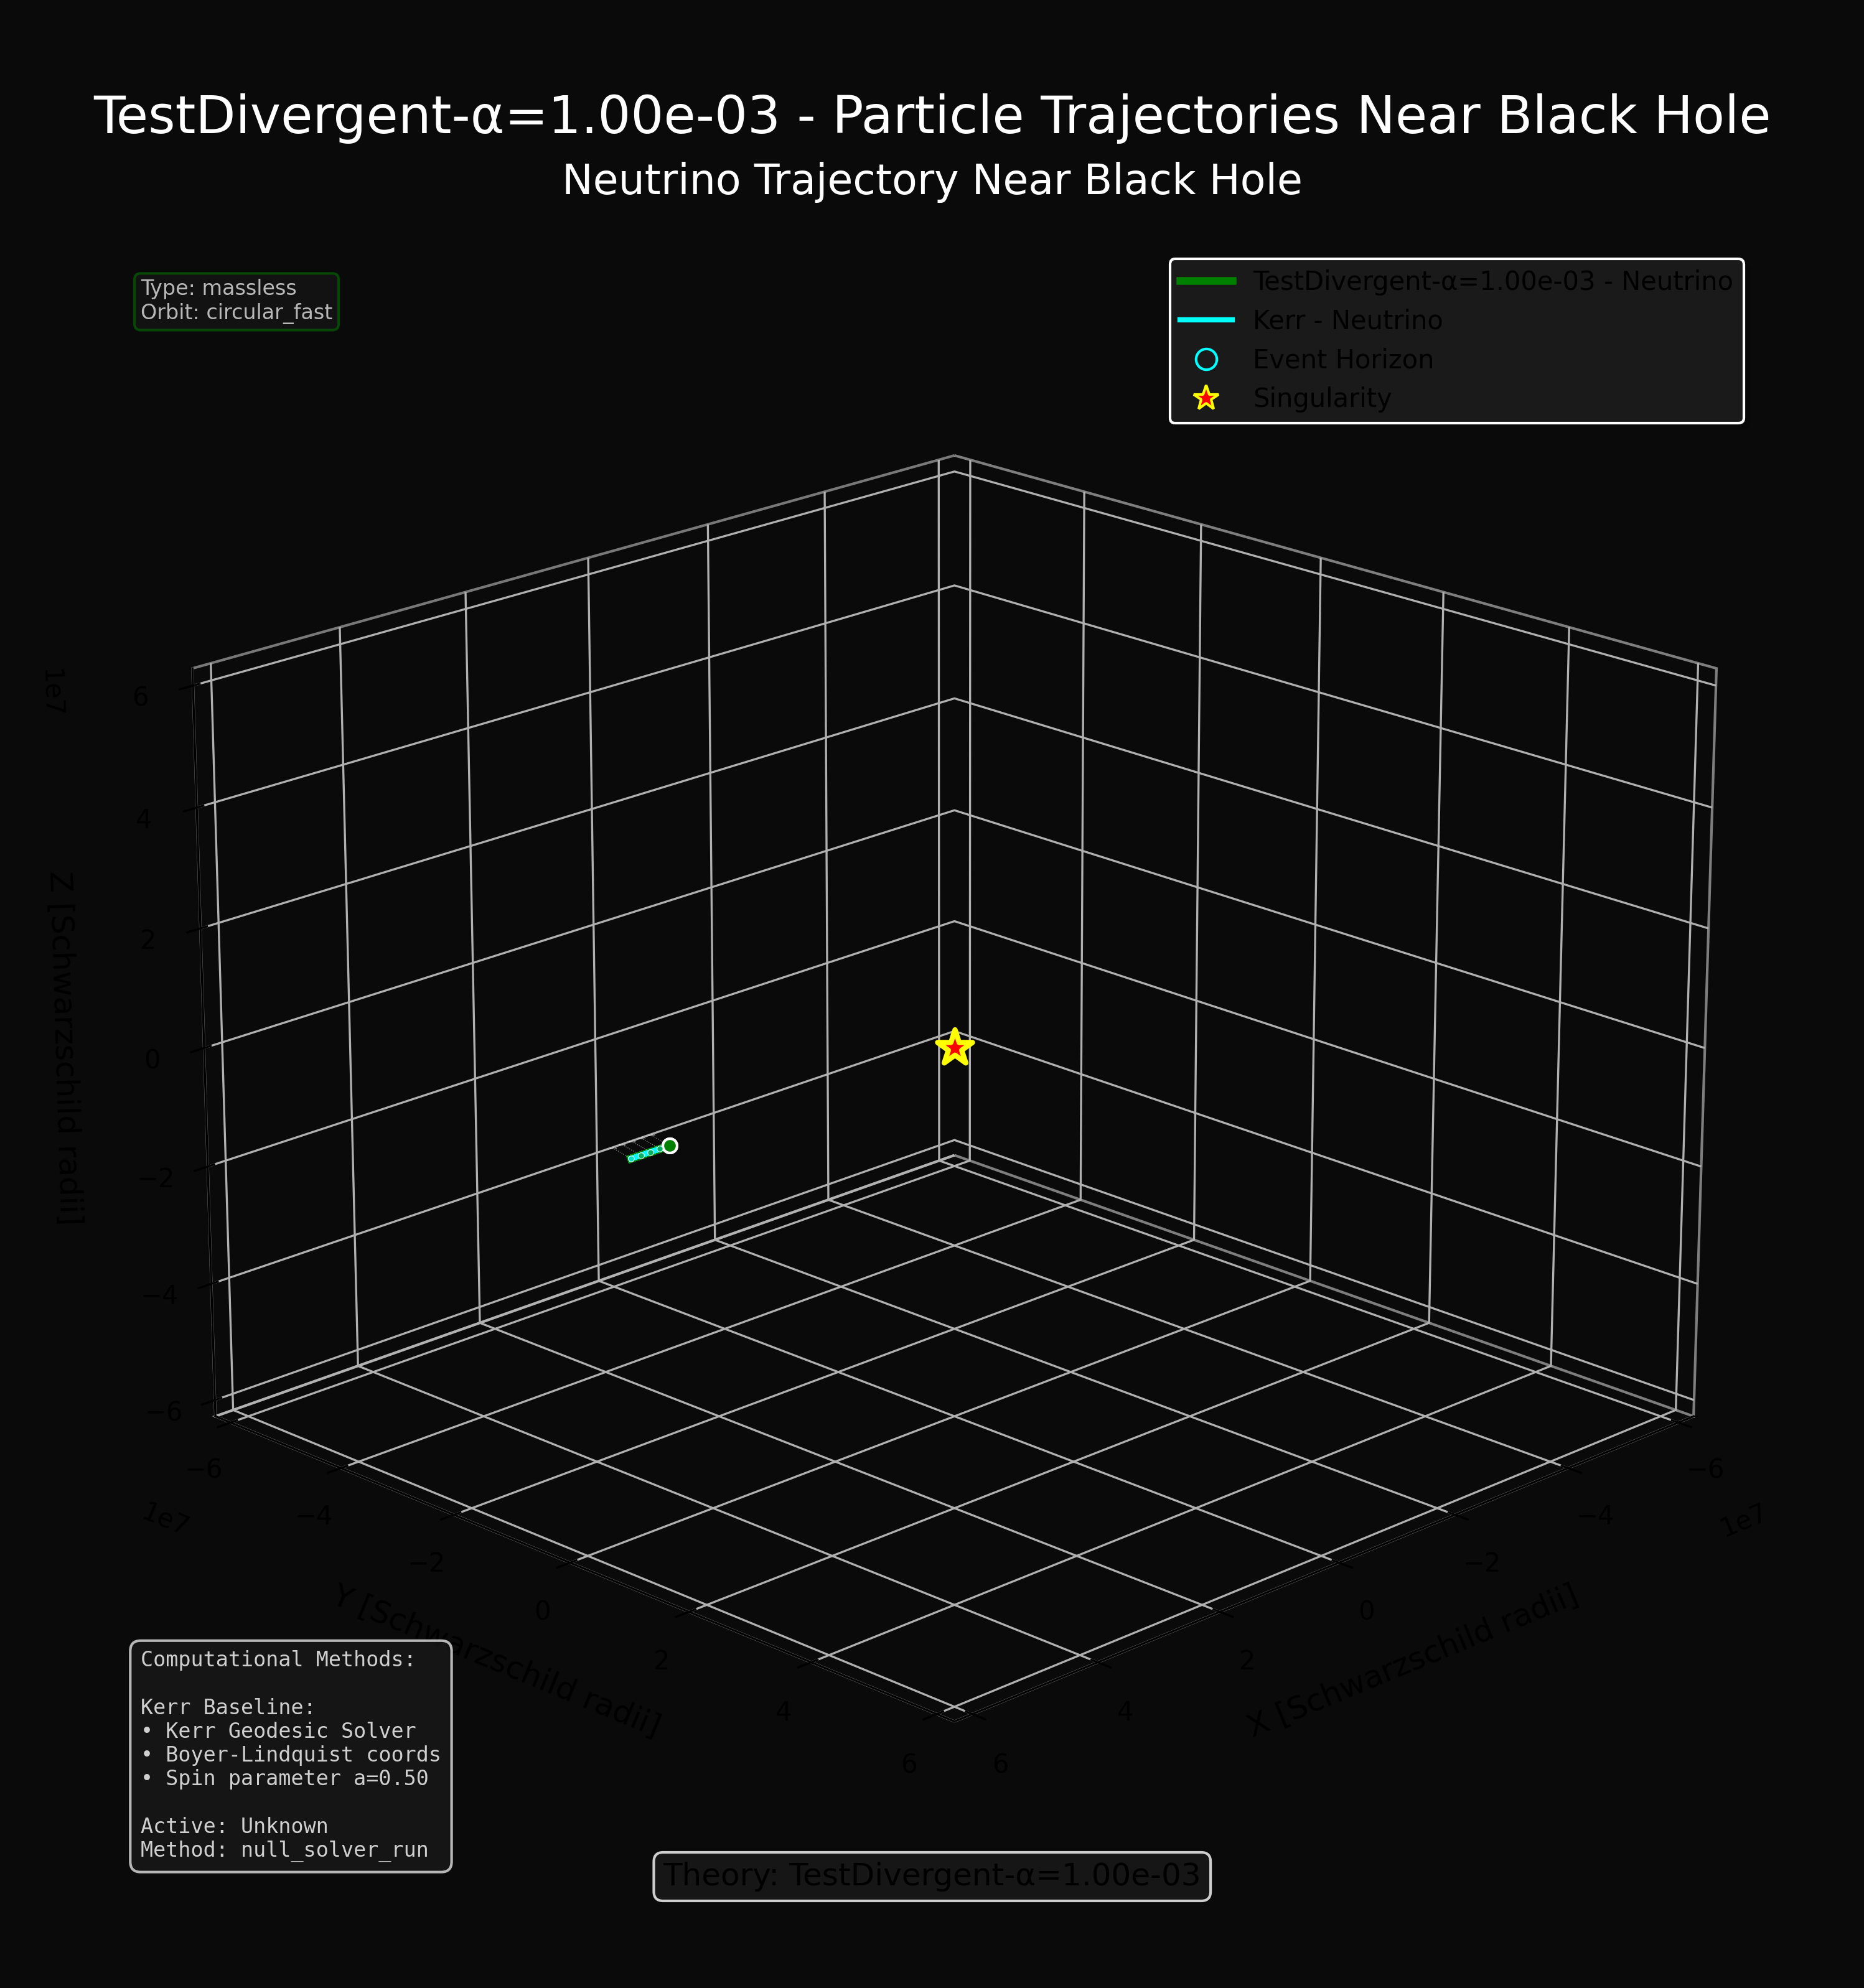 TestDivergent-α=1.00e-03 - Particle Trajectories Near Black Hole
Neutrino Trajectory Near Black Hole
Type: massless
Orbit: circular_fast
TestDivergent-α=1.00e-03 - Neutrino
Kerr - Neutrino
Event Horizon
Singularity
1e7
6
4
2
0
−2
−4
−6
Z [Schwarzschild radii]
−6
−4
−2
0
2
4
6
1e7
Y [Schwarzschild radii]
6
4
2
0
−2
−4
−6
1e7
X [Schwarzschild radii]
Computational Methods:
Kerr Baseline:
• Kerr Geodesic Solver
• Boyer-Lindquist coords
• Spin parameter a=0.50
Active: Unknown
Method: null_solver_run
Theory: TestDivergent-α=1.00e-03